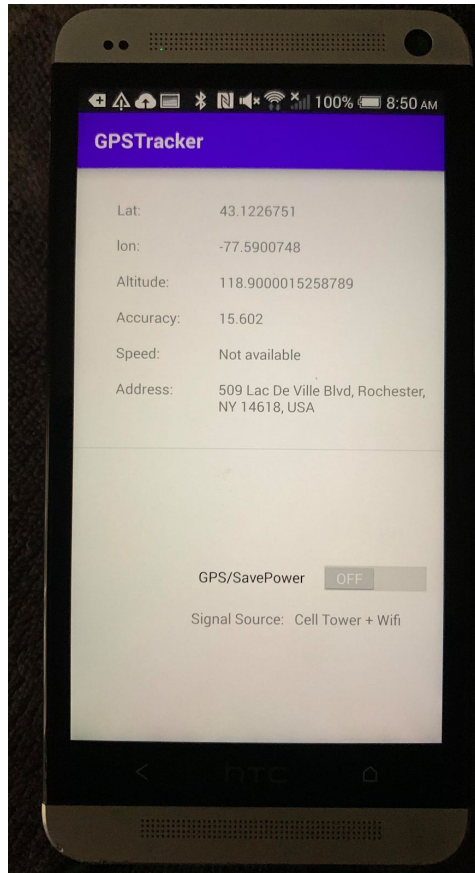 100% 8:50 AM
GPSTracker
Lat: 43.1226751
lon: -77.5900748
Altitude: 118.9000015258789
Accuracy: 15.602
Speed: Not available
Address: 509 Lac De Ville Blvd, Rochester,
NY 14618, USA
GPS/SavePower OFF
Signal Source: Cell Tower + Wifi
hTC